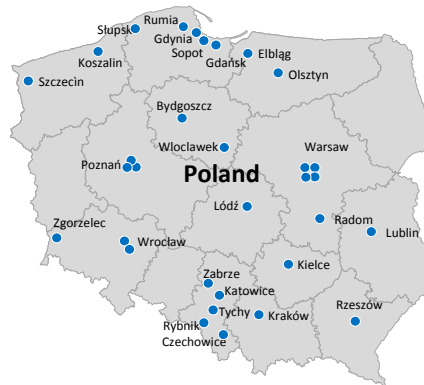 Rumia
Słupsk
Gdynia
Sopot
Elbląg
Koszalin
Gdańsk
Olsztyn
Szczecìn
Bydgoszcz
Wloclawek
Warsaw
Poznań
Poland
Łódź
Radom
Zgorzelec
Lublin
Wrocław
Kielce
Zabrze
Katowice
Tychy
Kraków
Rzeszów
Rybnik
Czechowice